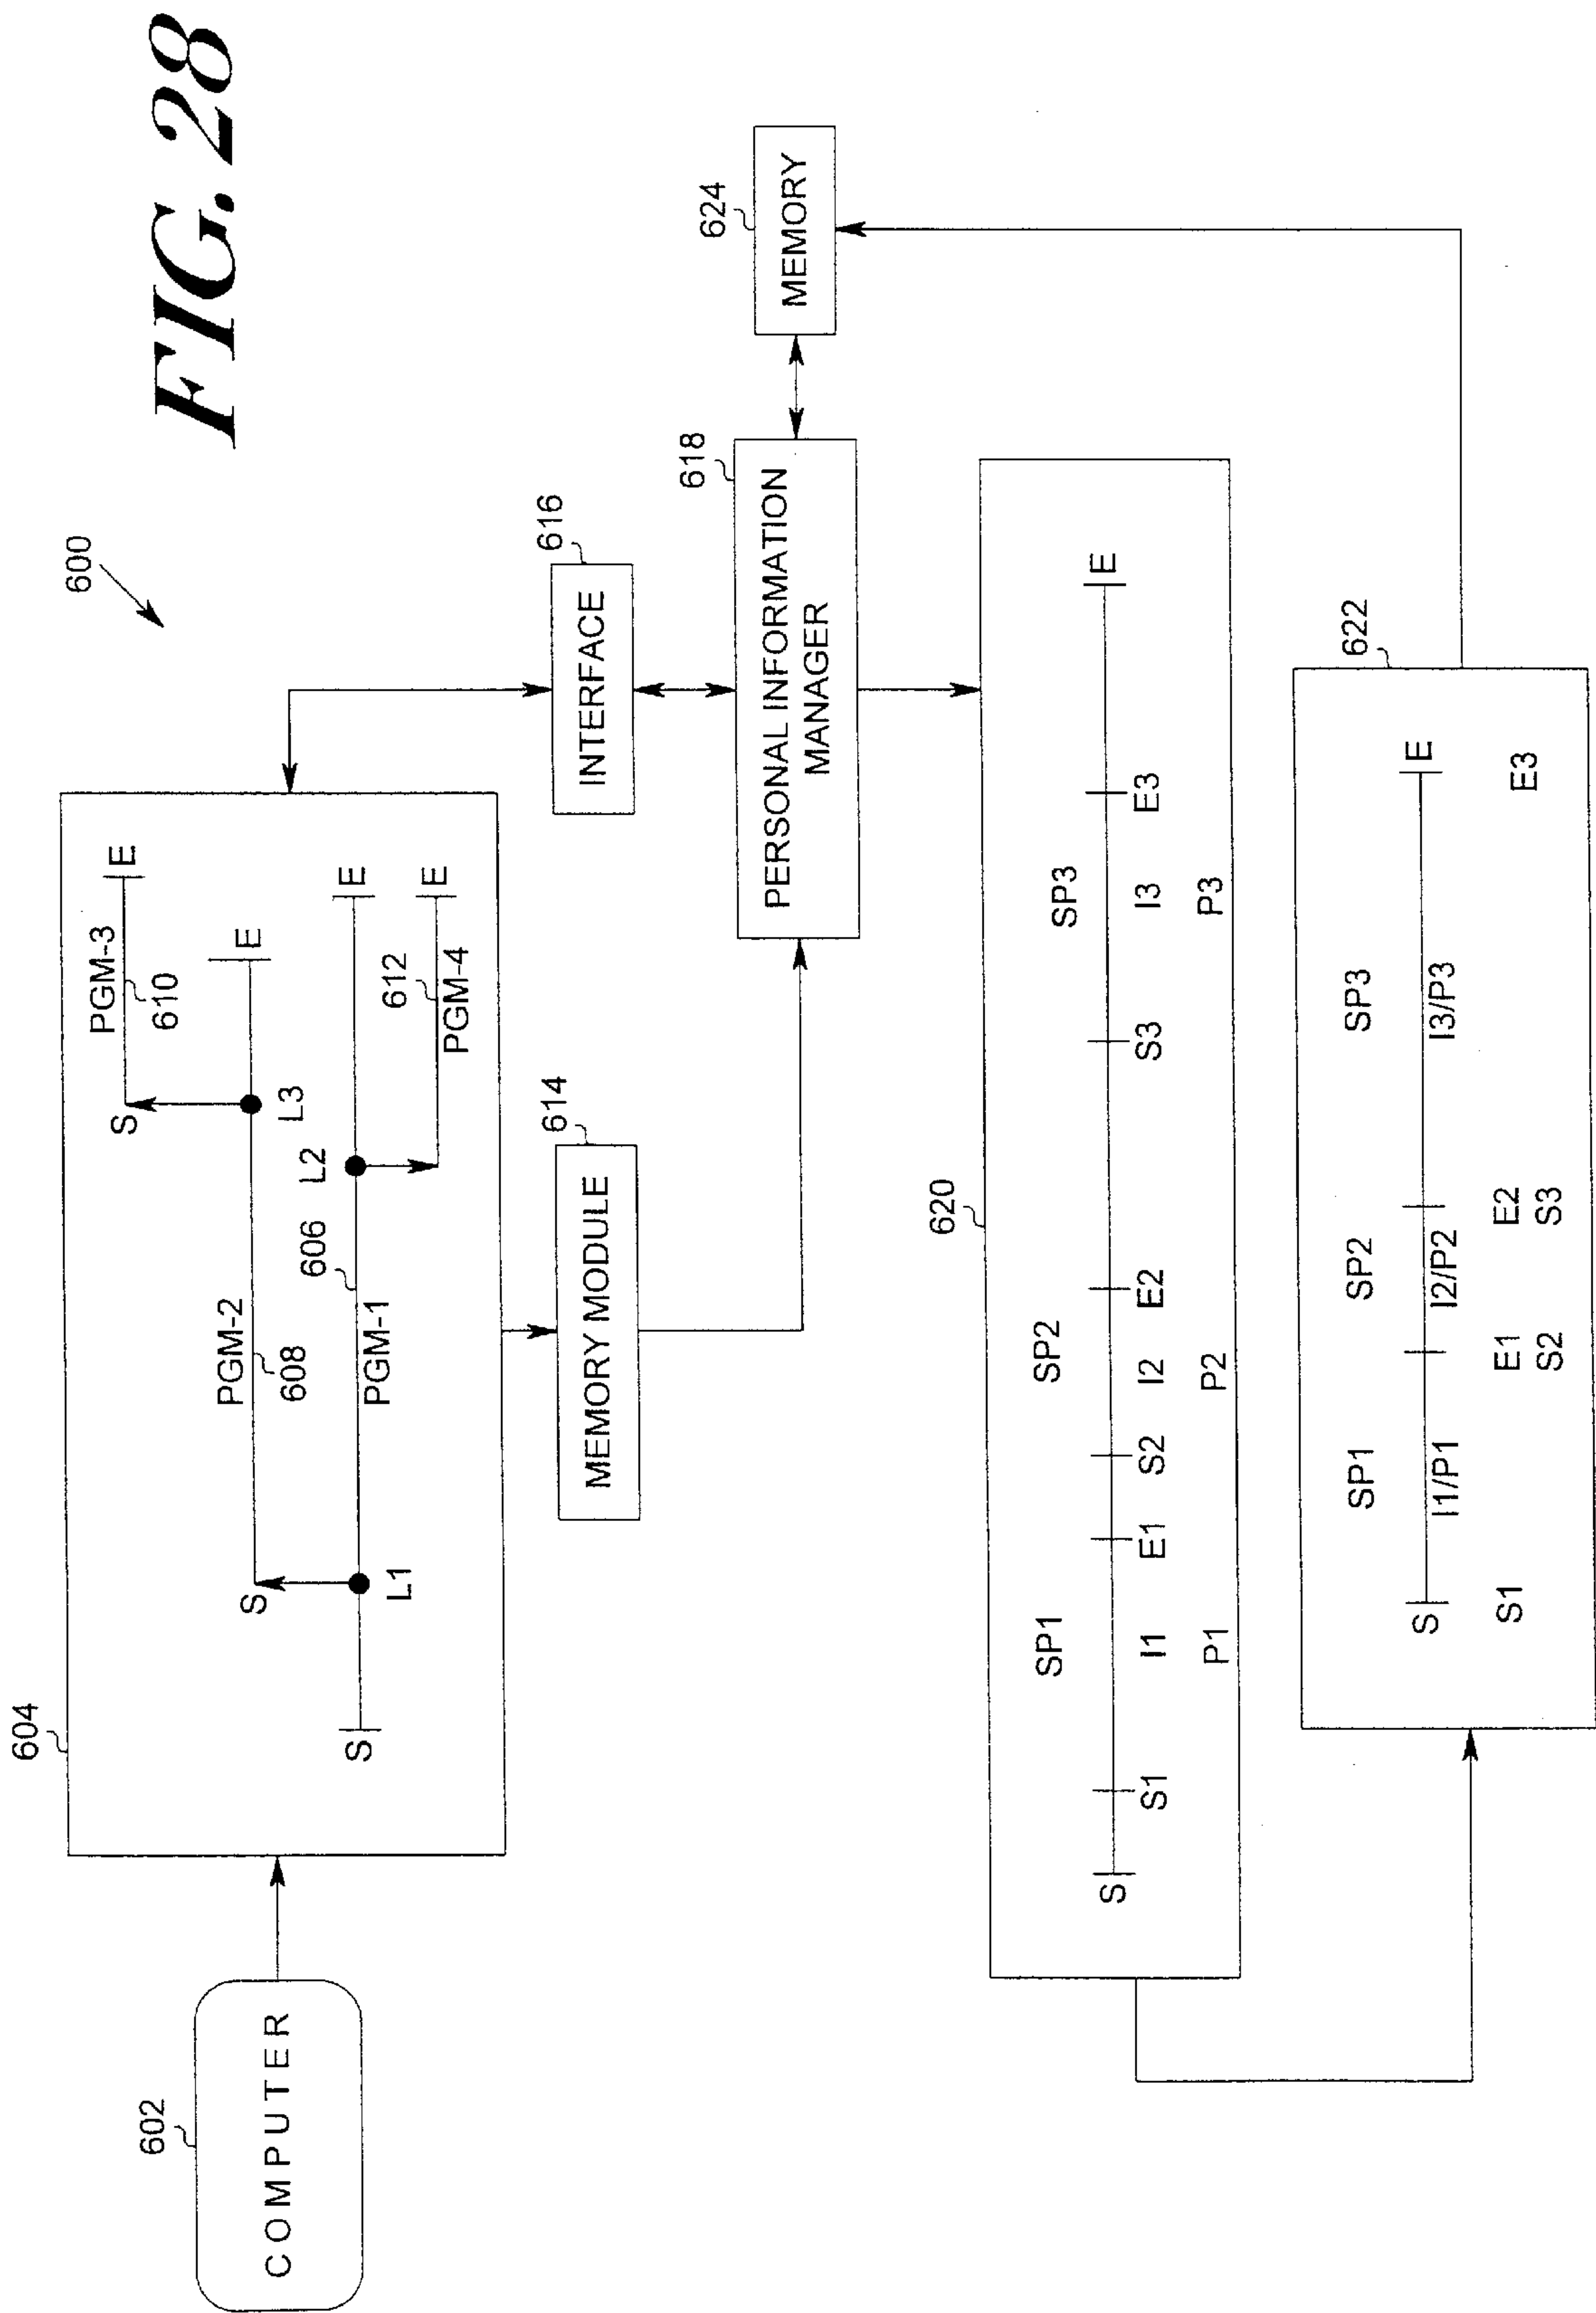 FIG. 28
600
602
COMPUTER
604
PGM-3
610
S
E
PGM-2
608
S
L3
E
606
L2
S
L1
PGM-1
E
612
PGM-4
E
614
MEMORY MODULE
616
INTERFACE
618
PERSONAL INFORMATION
MANAGER
624
MEMORY
620
SP1
SP2
SP3
S
E
S1
I1
E1
S2
I2
E2
S3
I3
E3
P1
P2
P3
622
SP1
SP2
SP3
S
E
I1/P1
I2/P2
I3/P3
S1
E1
E2
E3
S2
S3